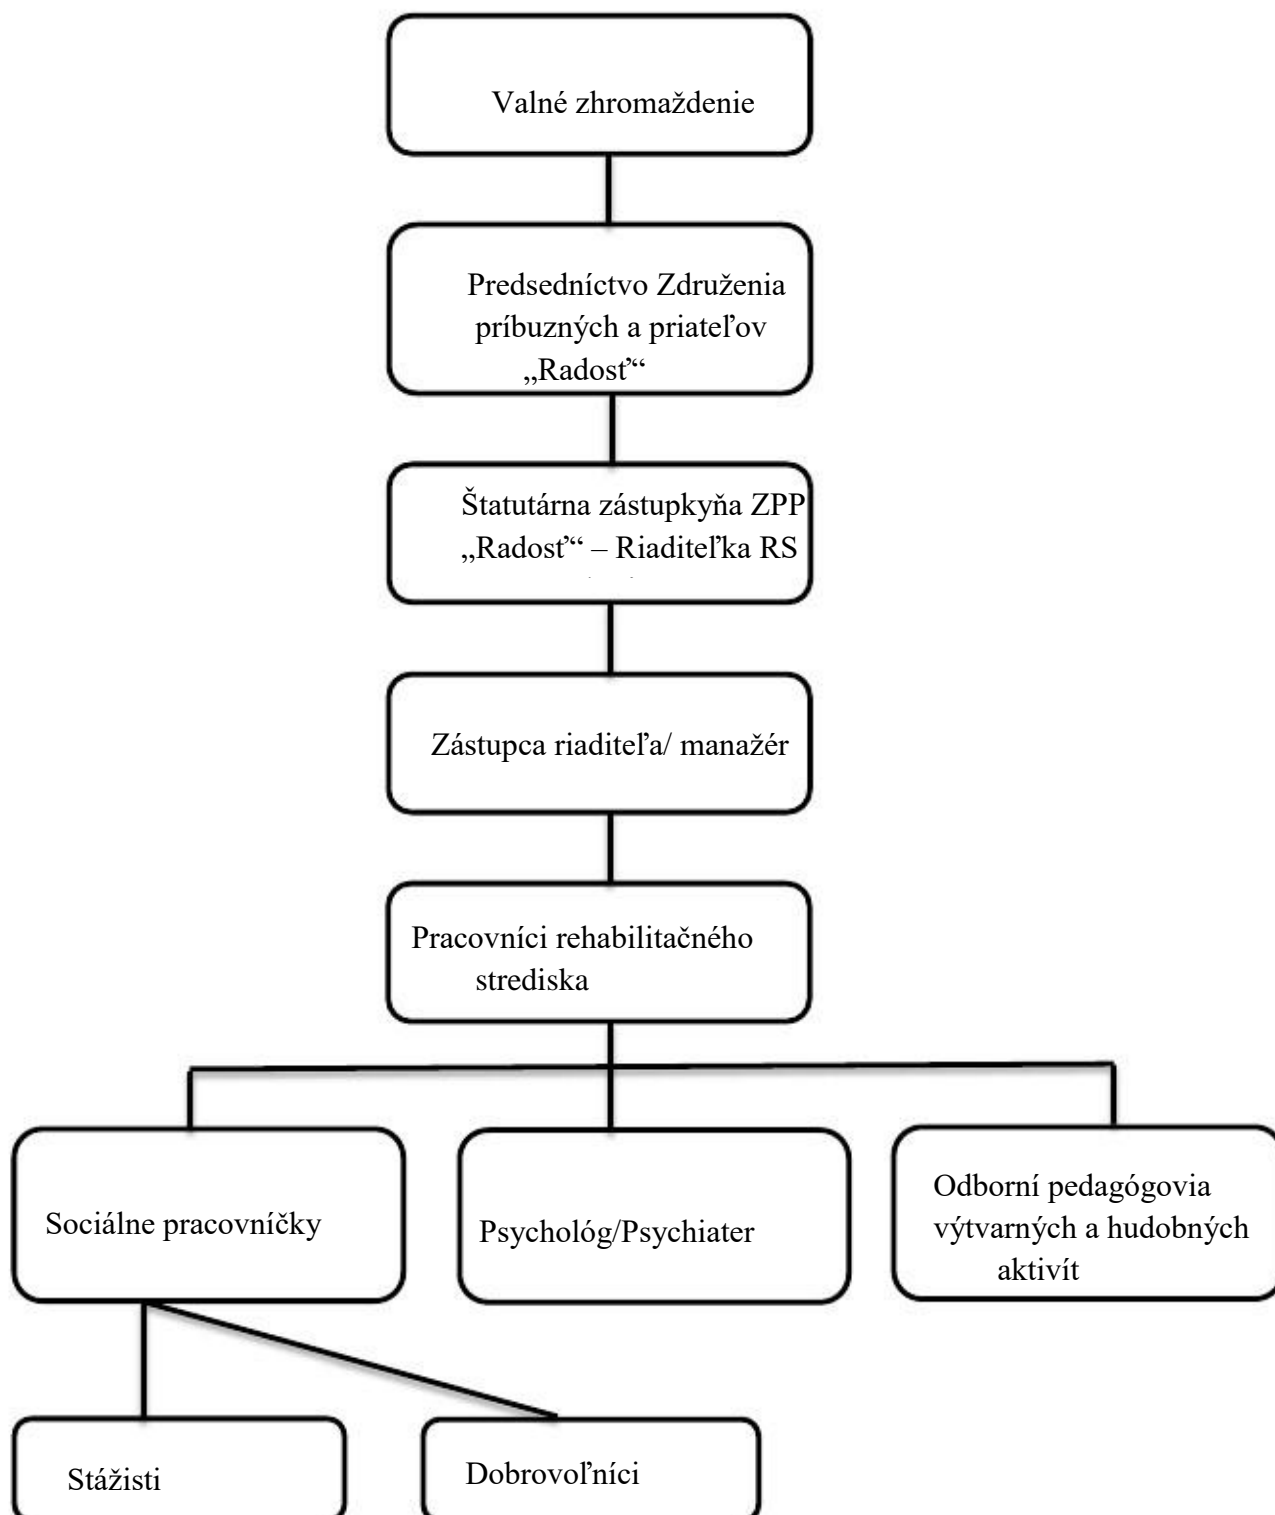 Valné zhromaždenie
Predsedníctvo Združenia
príbuzných a priateľov
„Radosť“
Štatutárna zástupkyňa ZPP
„Radosť“ – Riaditeľka RS
Zástupca riaditeľa/ manažér
Pracovníci rehabilitačného
strediska
Sociálne pracovníčky
Psychológ/Psychiater
Odborní pedagógovia
výtvarných a hudobných
aktivít
Stážisti
Dobrovoľníci